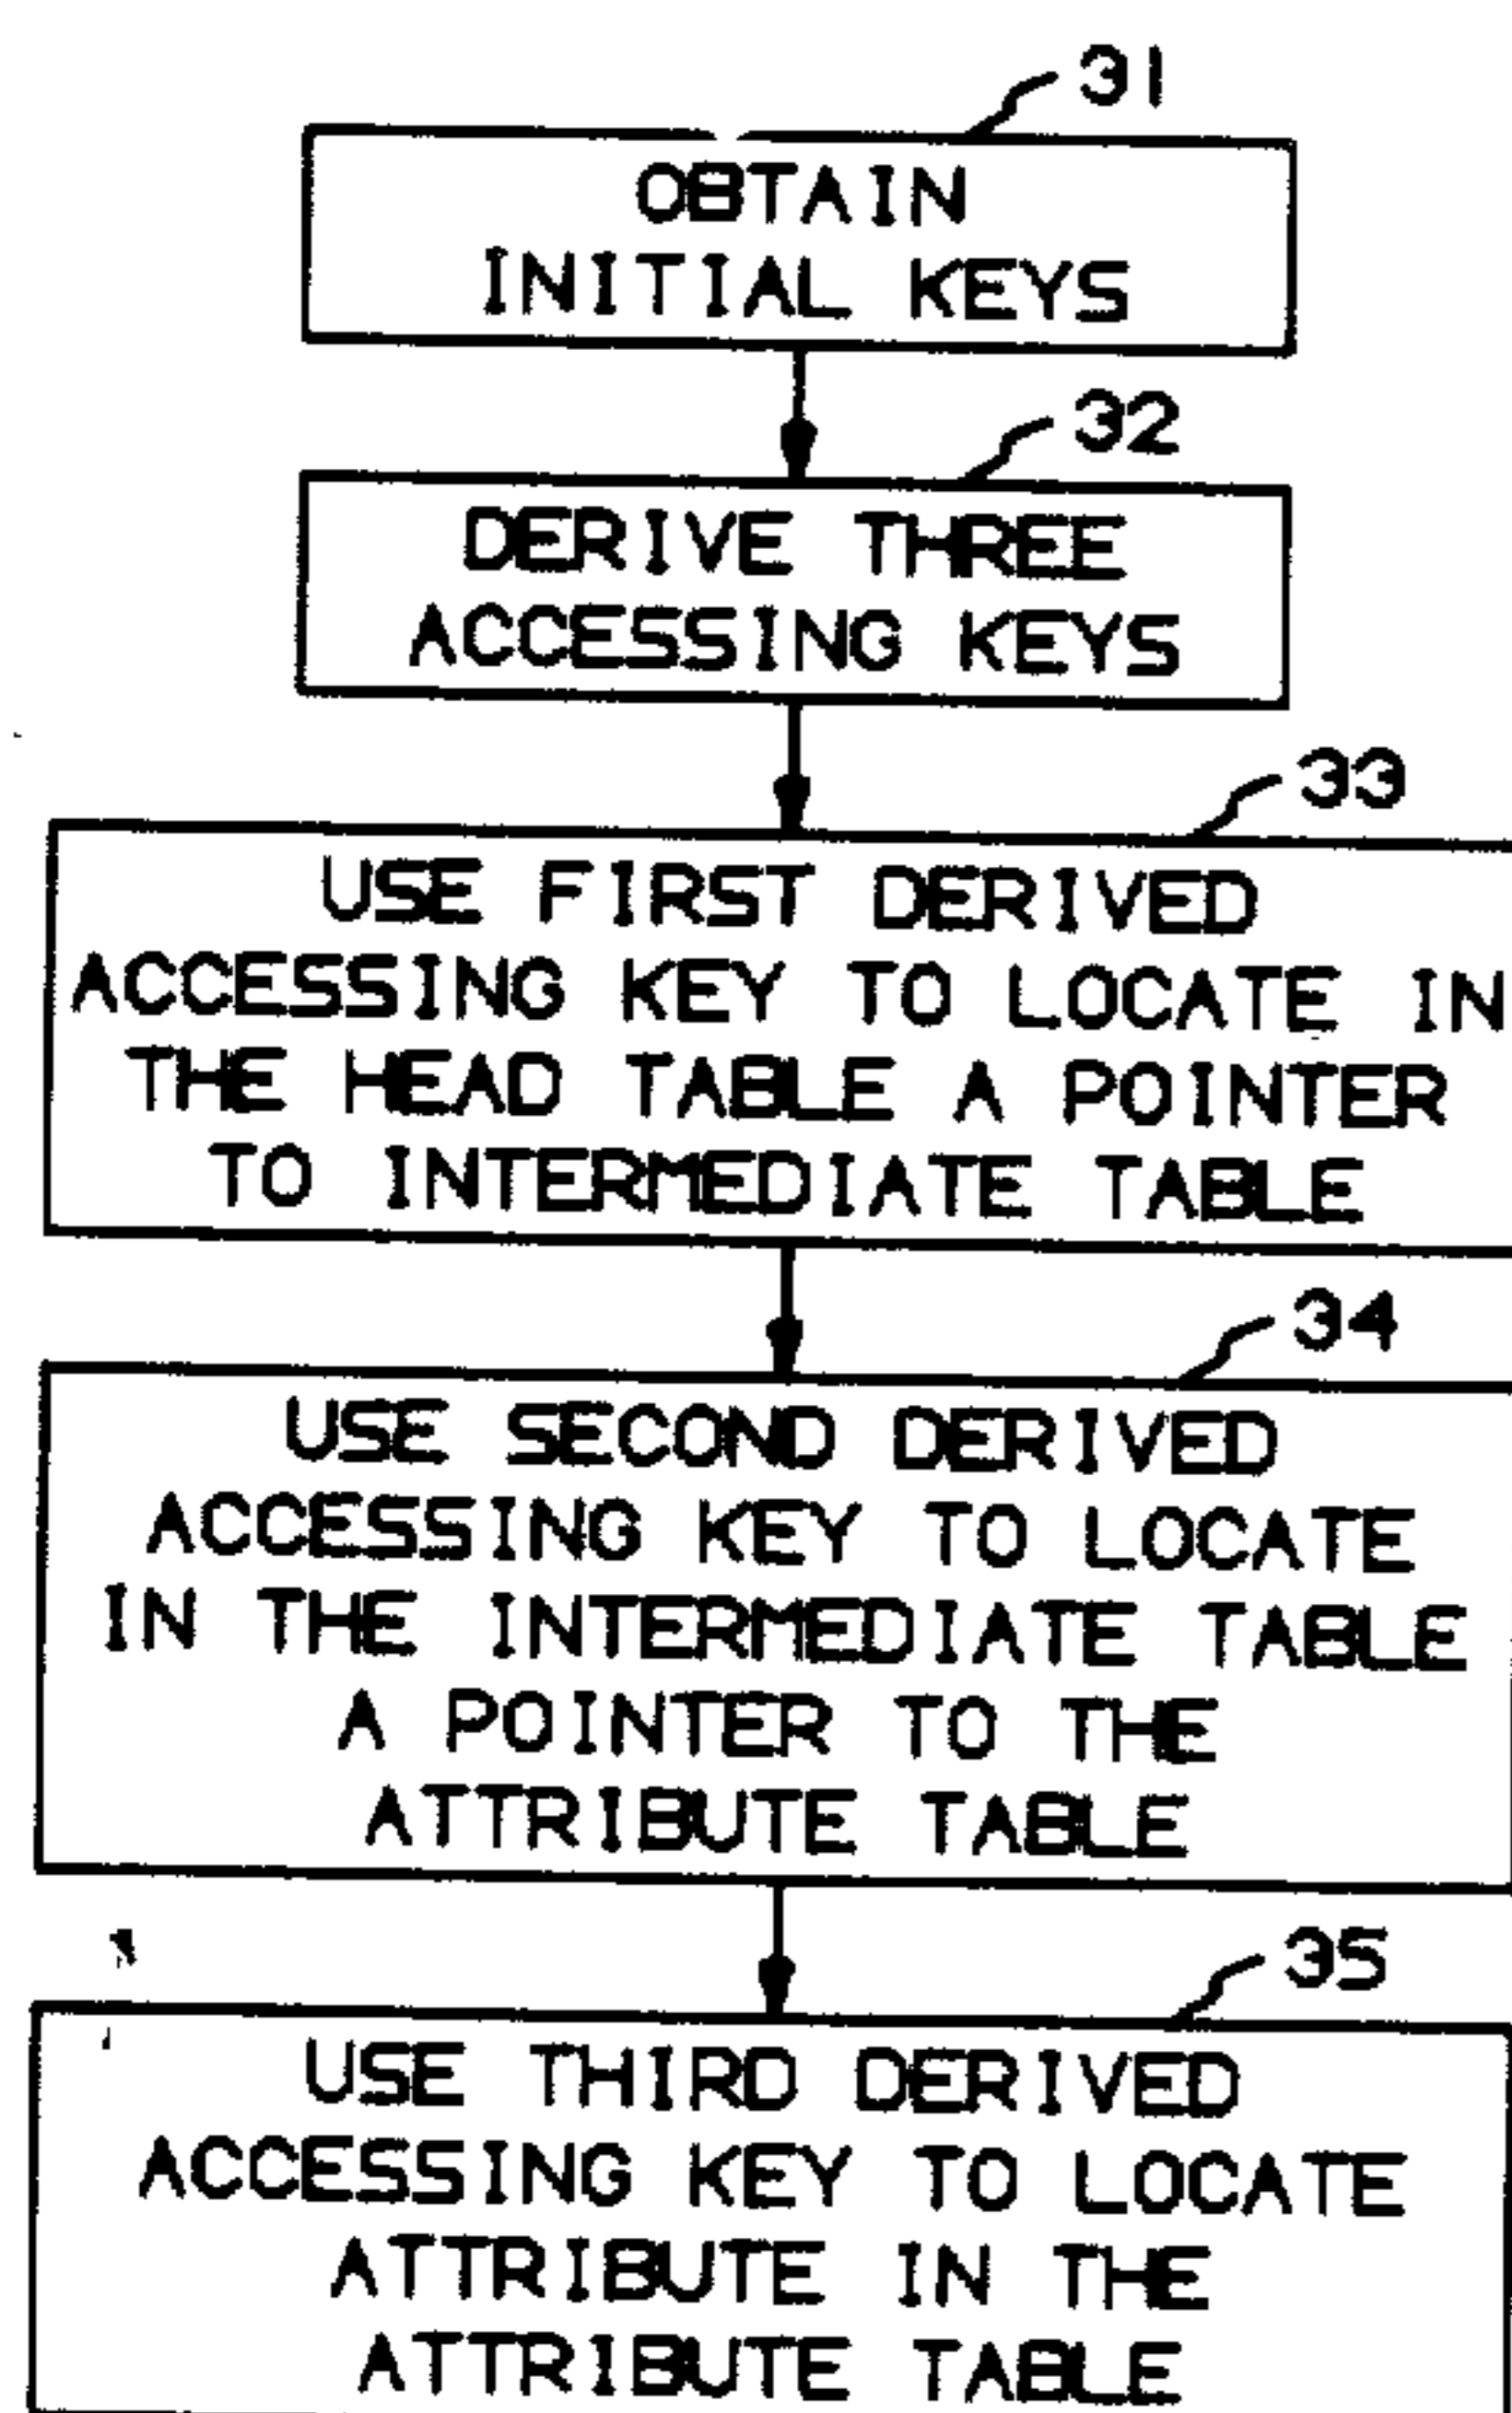 31
OBTAIN
INITIAL KEYS
32
DERIVE THREE
ACCESSING KEYS
33
USE FIRST DERIVED
ACCESSING KEY TO LOCATE IN
THE HEAD TABLE A POINTER
TO INTERMEDIATE TABLE
34
USE SECOND DERIVED
ACCESSING KEY TO LOCATE
IN THE INTERMEDIATE TABLE
A POINTER TO THE
ATTRIBUTE TABLE
35
USE THIRD DERIVED
ACCESSING KEY TO LOCATE
ATTRIBUTE IN THE
ATTRIBUTE TABLE